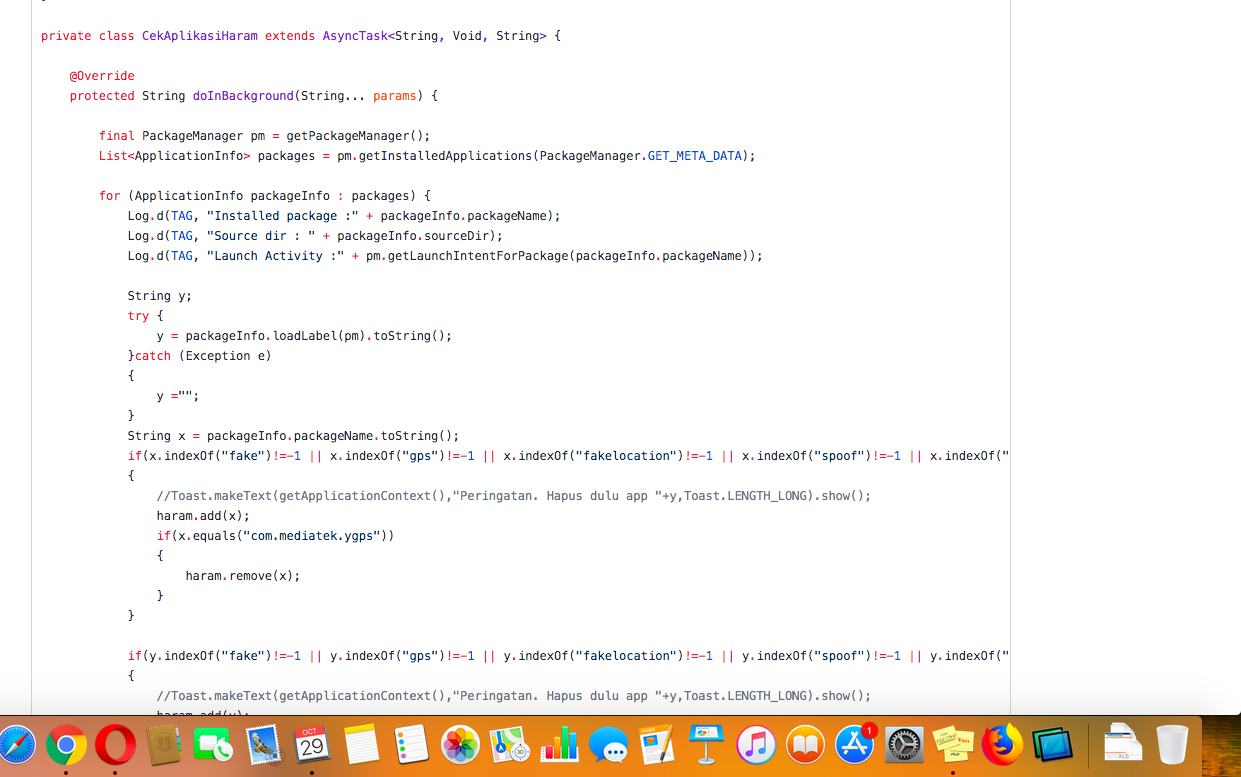 private class CekAplikasiHaram extends AsyncTask<String, Void, String> {
@Override
protected String doInBackground(String... params) {
final PackageManager pm = getPackageManager();
List<ApplicationInfo> packages = pm.getInstalledApplications(PackageManager.GET_META_DATA);
for (ApplicationInfo packageInfo : packages) {
Log.d(TAG, "Installed package :" + packageInfo.packageName);
Log.d(TAG, "Source dir : " + packageInfo.sourceDir);
Log.d(TAG, "Launch Activity :" + pm.getLaunchIntentForPackage(packageInfo.packageName));
String y;
try {
y = packageInfo.loadLabel(pm).toString();
}catch (Exception e)
{
y ="";
}
String x = packageInfo.packageName.toString();
if(x.indexOf("fake")!=-1 || x.indexOf("gps")!=-1 || x.indexOf("fakelocation")!=-1 || x.indexOf("spoof")!=-1 || x.indexOf("
{
//Toast.makeText(getApplicationContext(),"Peringatan. Hapus dulu app "+y,Toast.LENGTH_LONG).show();
haram.add(x);
if(x.equals("com.mediatek.ygps"))
{
haram.remove(x);
}
}
if(y.indexOf("fake")!=-1 || y.indexOf("gps")!=-1 || y.indexOf("fakelocation")!=-1 || y.indexOf("spoof")!=-1 || y.indexOf("
{
//Toast.makeText(getApplicationContext(),"Peringatan. Hapus dulu app "+y,Toast.LENGTH_LONG).show();
OCT
29
3D
PAGES
1
XLS